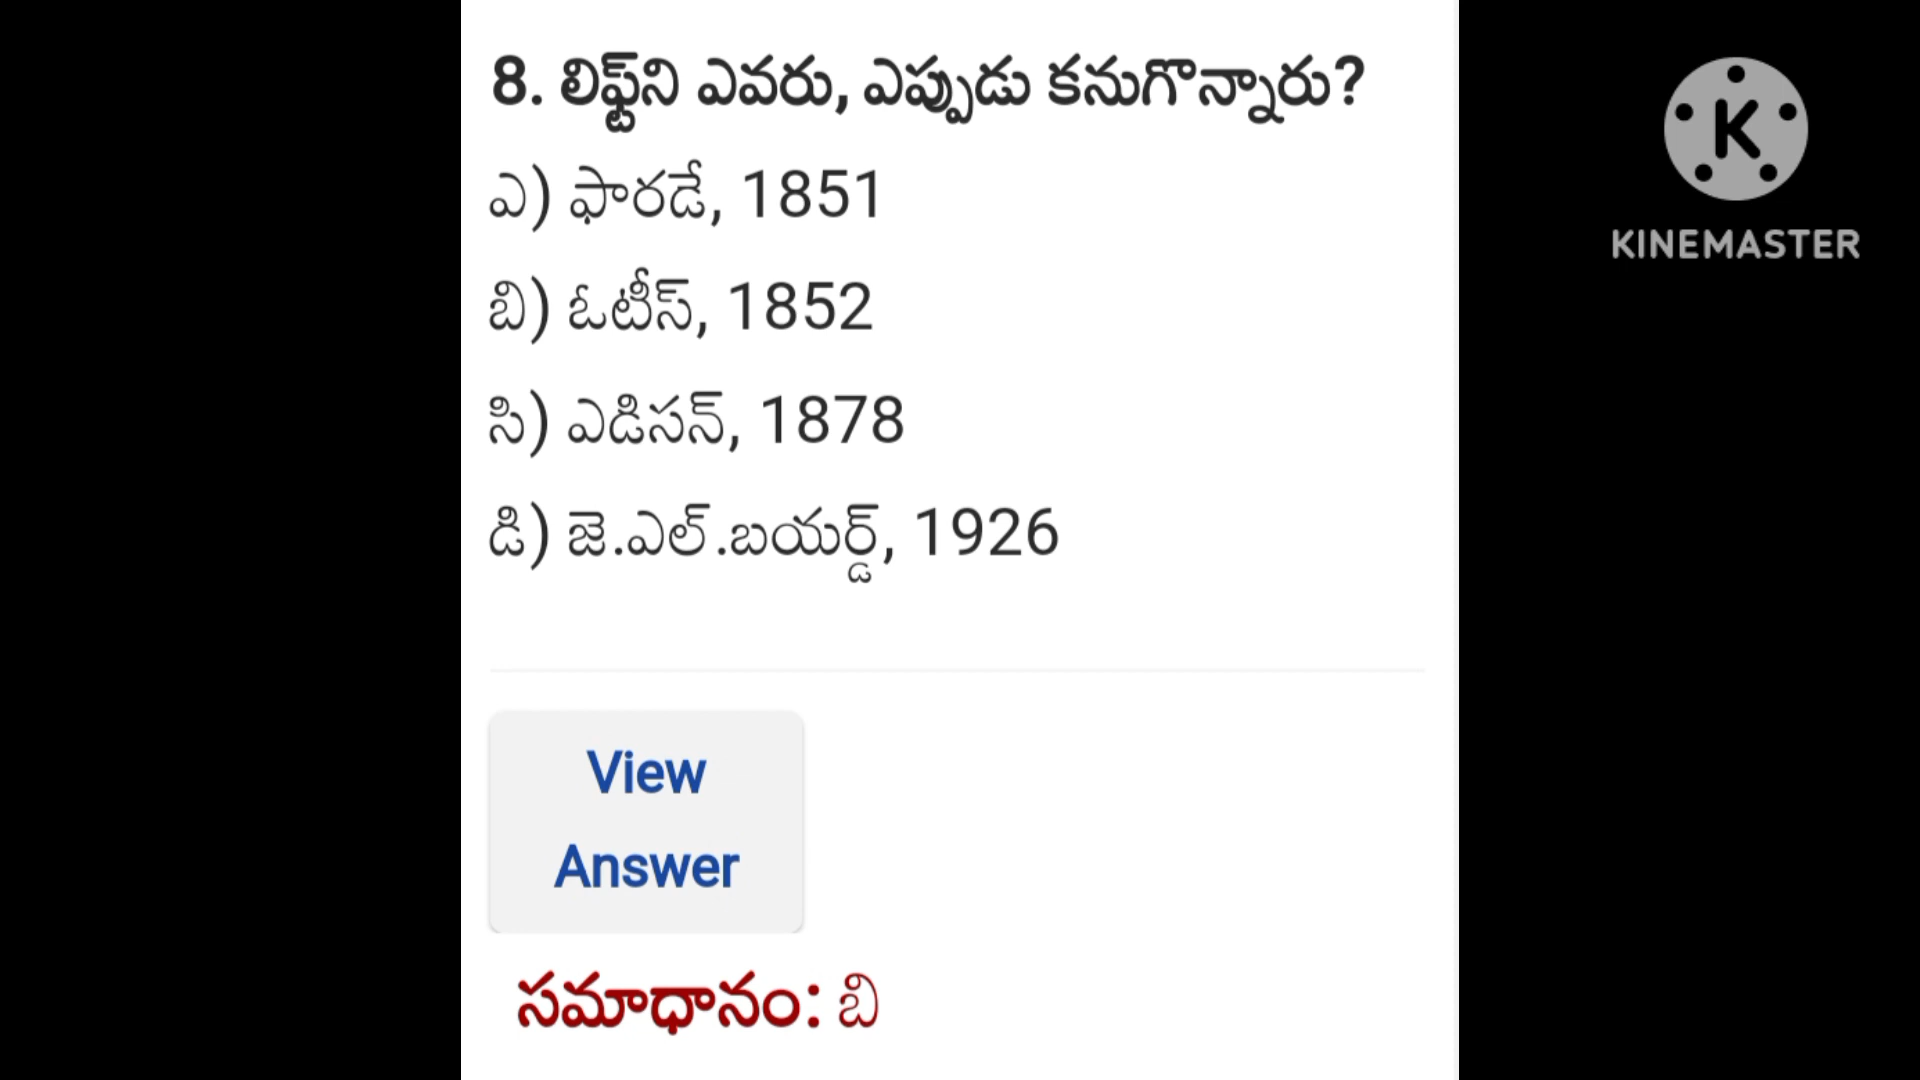 8. లిఫ్ట్‌ని ఎవరు, ఎప్పుడు కనుగొన్నారు?
ఎ) ఫారడే, 1851
బి) ఓటీస్, 1852
సి) ఎడిసన్, 1878
డి) జె.ఎల్.బయర్డ్, 1926
View
Answer
సమాధానం: బి
K
KINEMASTER